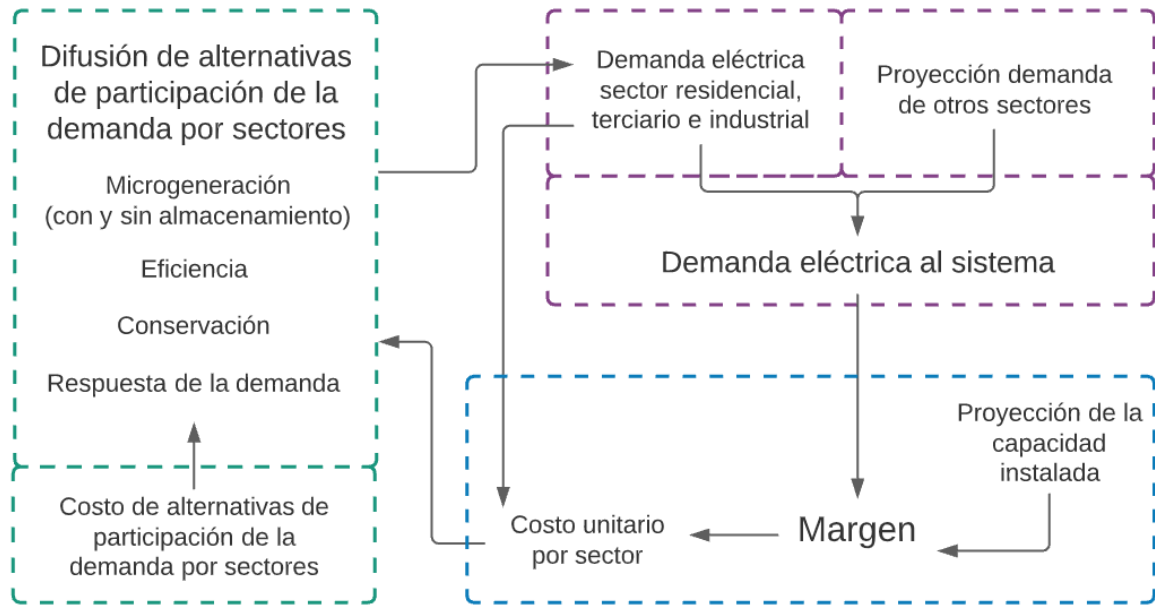 Difusión de alternativas
de participación de la
demanda por sectores
Microgeneración
(con y sin almacenamiento)
Eficiencia
Conservación
Respuesta de la demanda
Costo de alternativas de
participación de la
demanda por sectores
Demanda eléctrica
sector residencial,
terciario e industrial
Proyección demanda
de otros sectores
Demanda eléctrica al sistema
Proyección de la
capacidad
instalada
Costo unitario
por sector
Margen